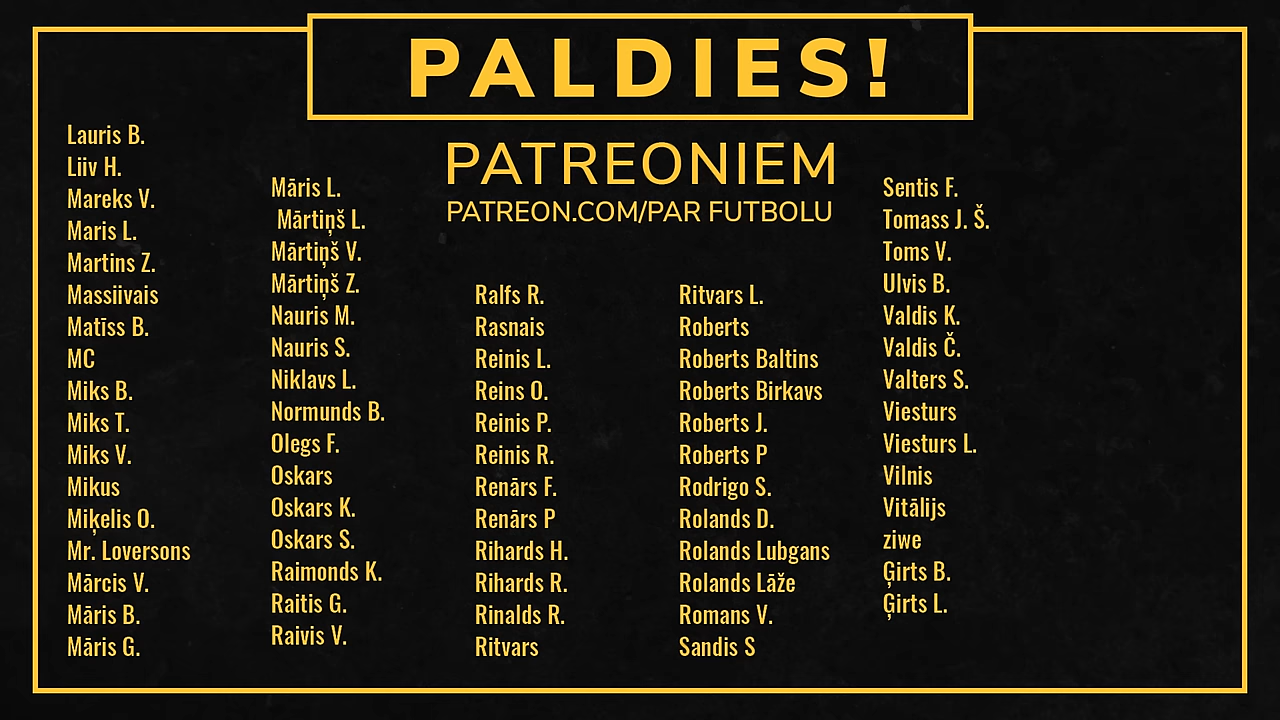 PALDIES!
PATREONIEM
PATREON.COM/PAR FUTBOLU
Lauris B.
Liiv H.
Mareks V.
Maris L.
Martins Z.
Massiivais
Matīss B.
MC
Miks B.
Miks T.
Miks V.
Mikus
Miķelis O.
Mr. Loversons
Mārcis V.
Māris B.
Māris G.
Māris L.
Mārtiņš L.
Mārtiņš V.
Mārtiņš Z.
Nauris M.
Nauris S.
Niklavs L.
Normunds B.
Olegs F.
Oskars
Oskars K.
Oskars S.
Raimonds K.
Raitis G.
Raivis V.
Ralfs R.
Rasnais
Reinis L.
Reins O.
Reinis P.
Reinis R.
Renārs F.
Renārs P
Rihards H.
Rihards R.
Rinalds R.
Ritvars
Ritvars L.
Roberts
Roberts Baltins
Roberts Birkavs
Roberts J.
Roberts P
Rodrigo S.
Rolands D.
Rolands Lubgans
Rolands Lāže
Romans V.
Sandis S
Sentis F.
Tomass J. Š.
Toms V.
Ulvis B.
Valdis K.
Valdis Č.
Valters S.
Viesturs
Viesturs L.
Vilnis
Vitālijs
ziwe
Ģirts B.
Ģirts L.